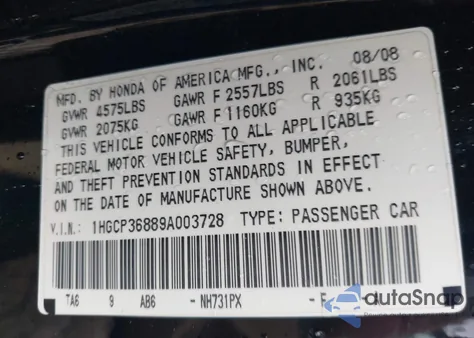 MFD. BY HONDA OF AMERICA MFG., INC. 08/08
GVWR 4575LBS GAWR F 2557LBS R 2061LBS
GVWR 2075KG GAWR F 1160KG R 935KG
THIS VEHICLE CONFORMS TO ALL APPLICABLE
FEDERAL MOTOR VEHICLE SAFETY, BUMPER,
AND THEFT PREVENTION STANDARDS IN EFFECT
ON THE DATE OF MANUFACTURE SHOWN ABOVE.
V.I.N.: 1HGCP36889A003728 TYPE: PASSENGER CAR
TA6 9 AB6 -NH731PX -E
autoSnap